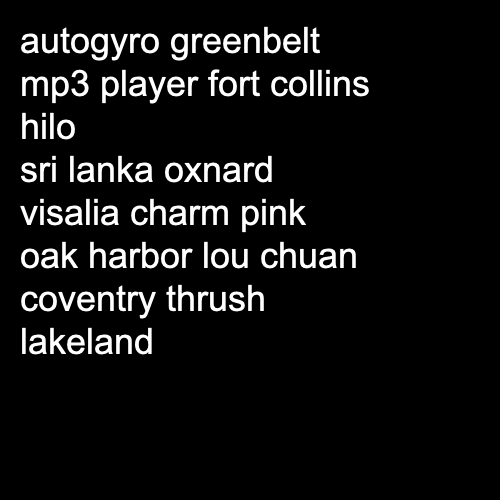 autogyro greenbelt
mp3 player fort collins
hilo
sri lanka oxnard
visalia charm pink
oak harbor lou chuan
coventry thrush
lakeland